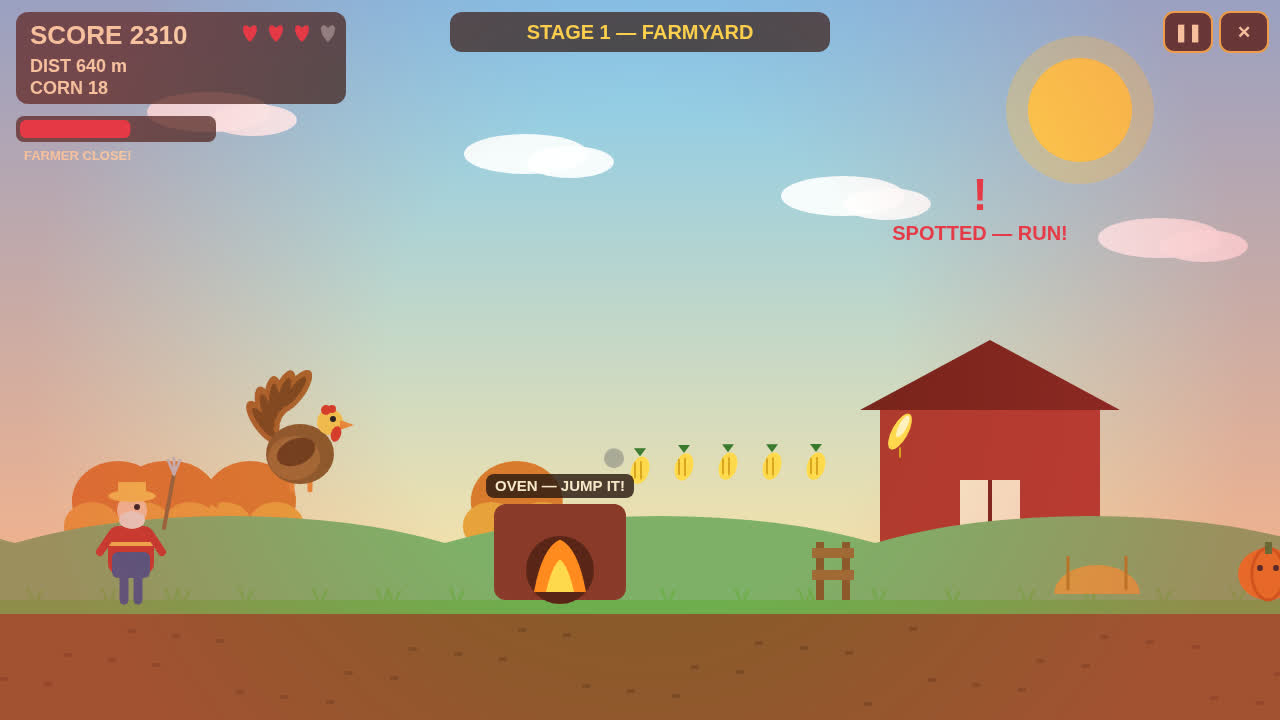 SCORE 2310
DIST 640 m
CORN 18
FARMER CLOSE!
STAGE 1 — FARMYARD
!
SPOTTED — RUN!
OVEN — JUMP IT!